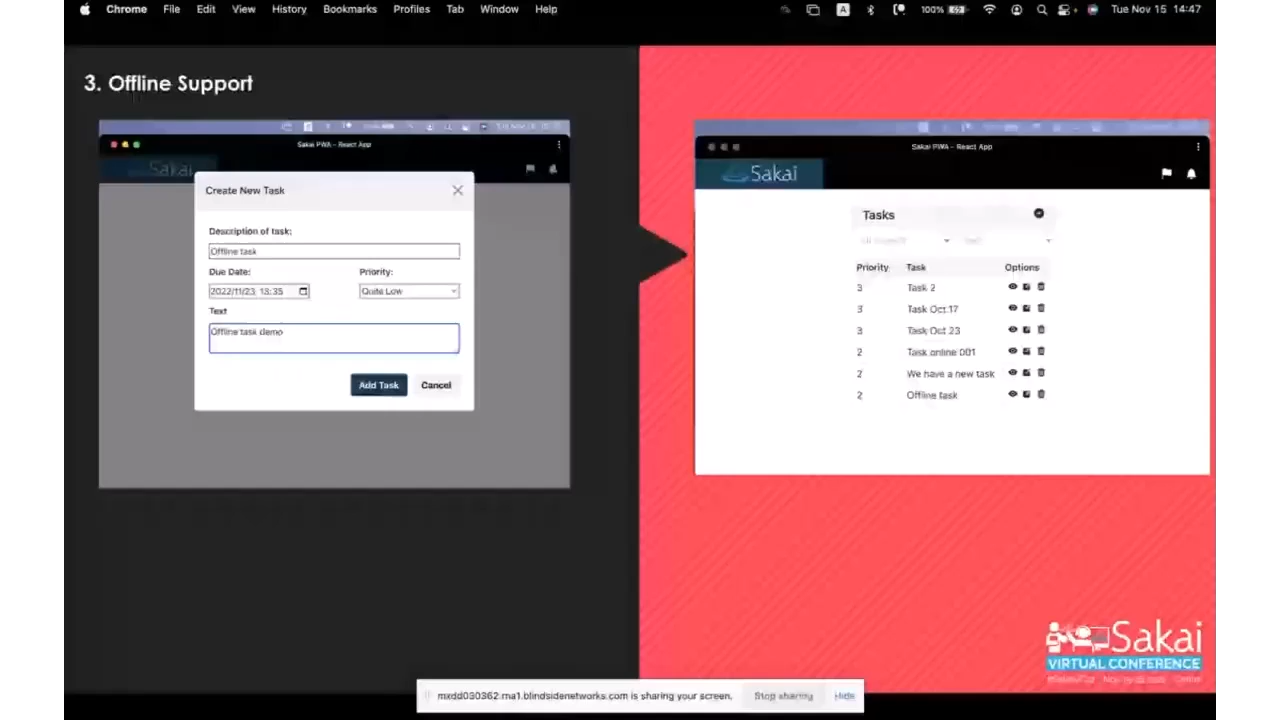 Chrome File Edit View History Bookmarks Profiles Tab Window Help A 100% Tue Nov 15 14:47
3. Offline Support
Sakai PWA - React App
Sakai
Create New Task
Description of task:
Offline task
Due Date: Priority:
2022/11/23, 13:35 Quite Low
Text
Offline task demo
Add Task Cancel
Sakai PWA - React App
Sakai
Tasks
Priority Task Options
3 Task 2
3 Task Oct 17
3 Task Oct 23
2 Task online 001
2 We have a new task
2 Offline task
Sakai
VIRTUAL CONFERENCE
mxdd030362.rna1.blindsidenetworks.com is sharing your screen. Stop sharing Hide